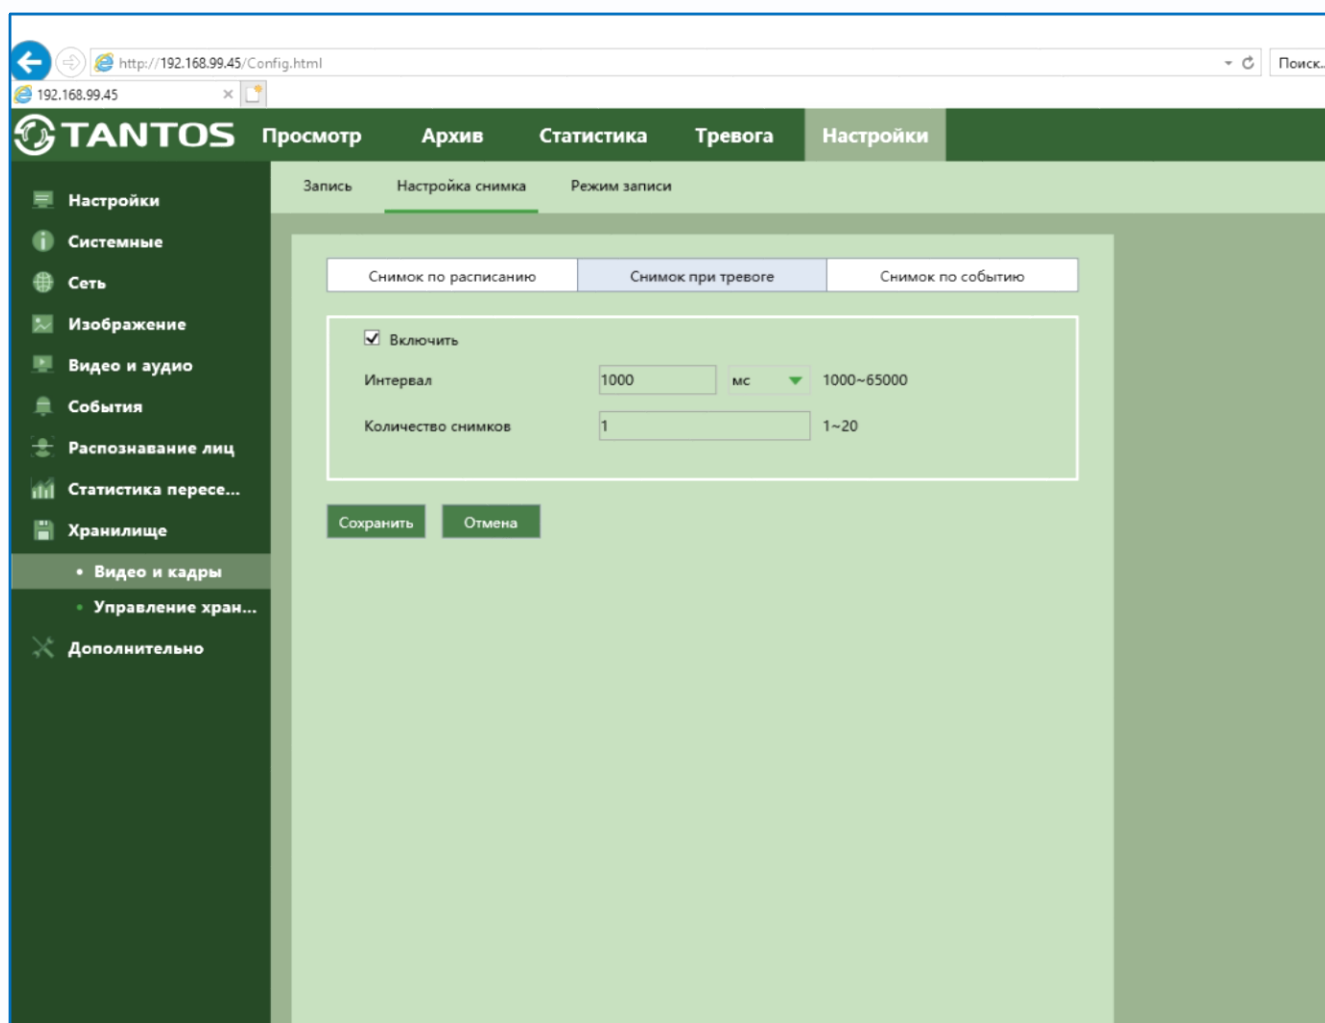 http://192.168.99.45/Config.html
Поиск...
192.168.99.45
TANTOS Просмотр Архив Статистика Тревога Настройки
Запись Настройка снимка Режим записи
Настройки
Системные
Сеть
Изображение
Видео и аудио
События
Распознавание лиц
Статистика пересе...
Хранилище
• Видео и кадры
• Управление хран...
Дополнительно
Снимок по расписанию Снимок при тревоге Снимок по событию
Включить
Интервал 1000 мс 1000~65000
Количество снимков 1 1~20
Сохранить Отмена